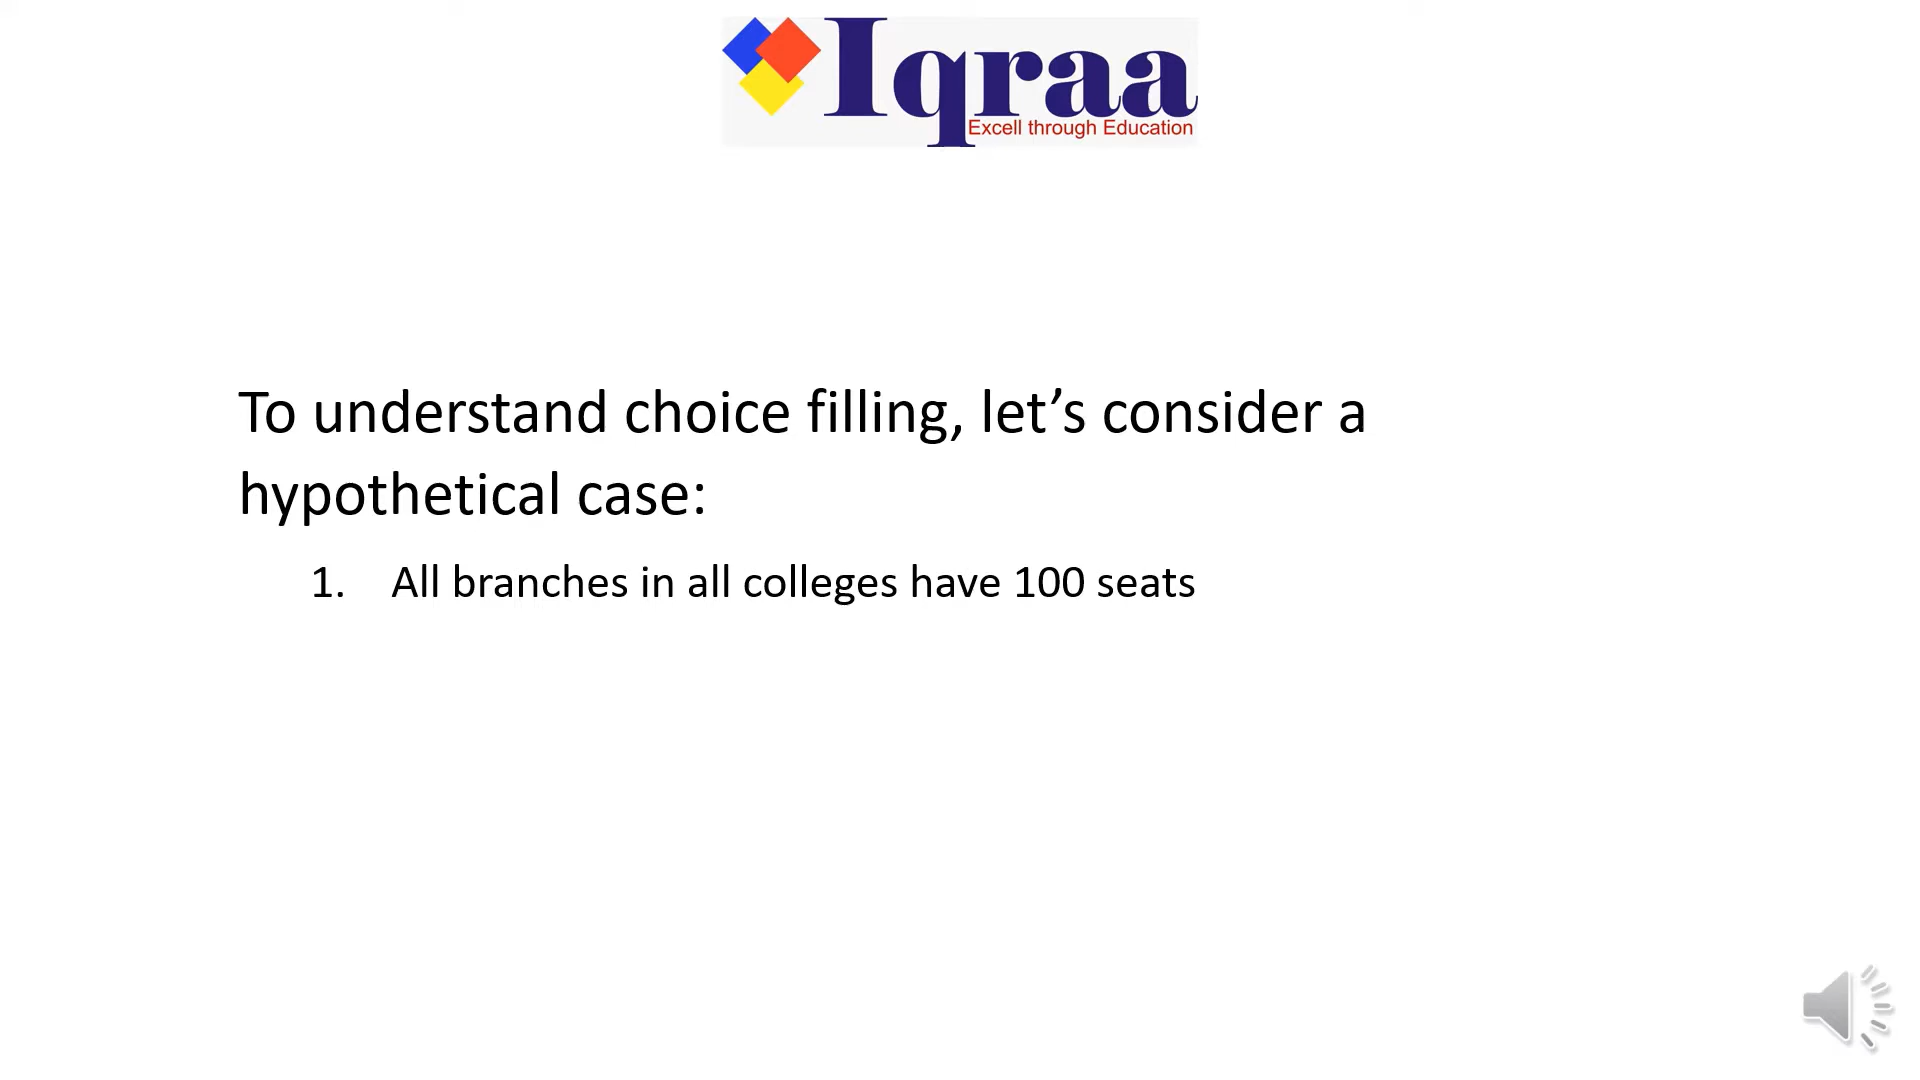 Iqraa
Excell through Education
To understand choice filling, let’s consider a
hypothetical case:
1. All branches in all colleges have 100 seats